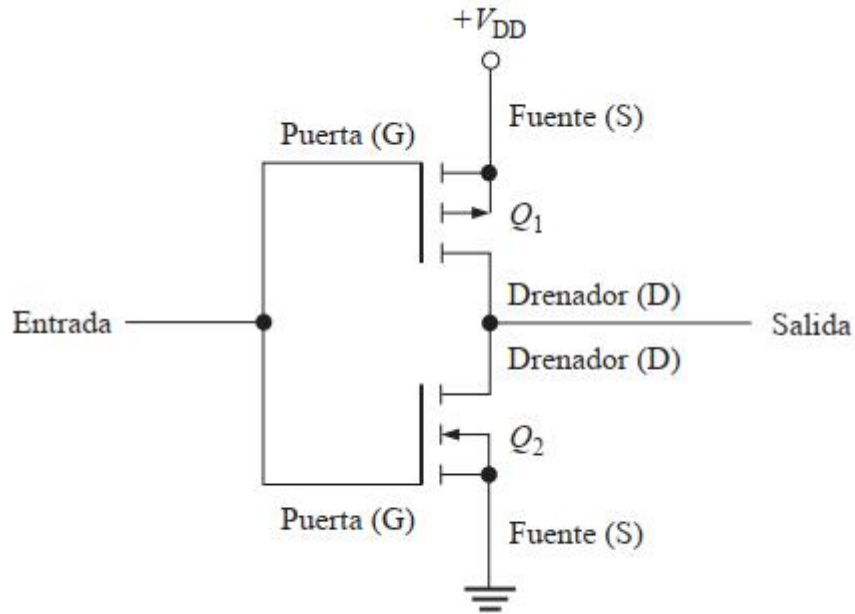 +V_DD
Fuente (S)
Puerta (G)
Q_1
Drenador (D)
Entrada
Salida
Drenador (D)
Q_2
Puerta (G)
Fuente (S)